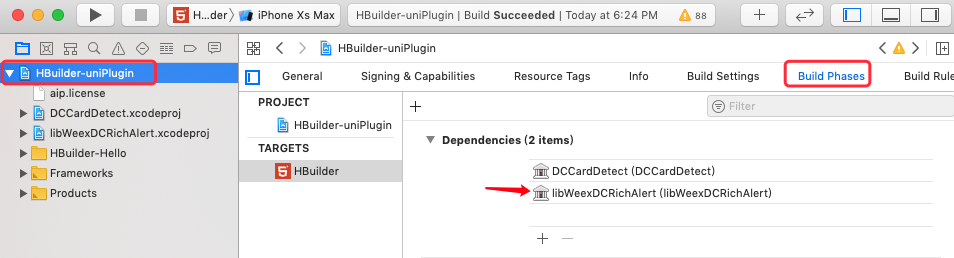 H...der
iPhone Xs Max
HBuilder-uniPlugin | Build Succeeded | Today at 6:24 PM
88
HBuilder-uniPlugin
HBuilder-uniPlugin
aip.license
DCCardDetect.xcodeproj
libWeexDCRichAlert.xcodeproj
HBuilder-Hello
Frameworks
Products
General
Signing & Capabilities
Resource Tags
Info
Build Settings
Build Phases
Build Rule
PROJECT
HBuilder-uniPlugin
TARGETS
HBuilder
Filter
Dependencies (2 items)
DCCardDetect (DCCardDetect)
libWeexDCRichAlert (libWeexDCRichAlert)